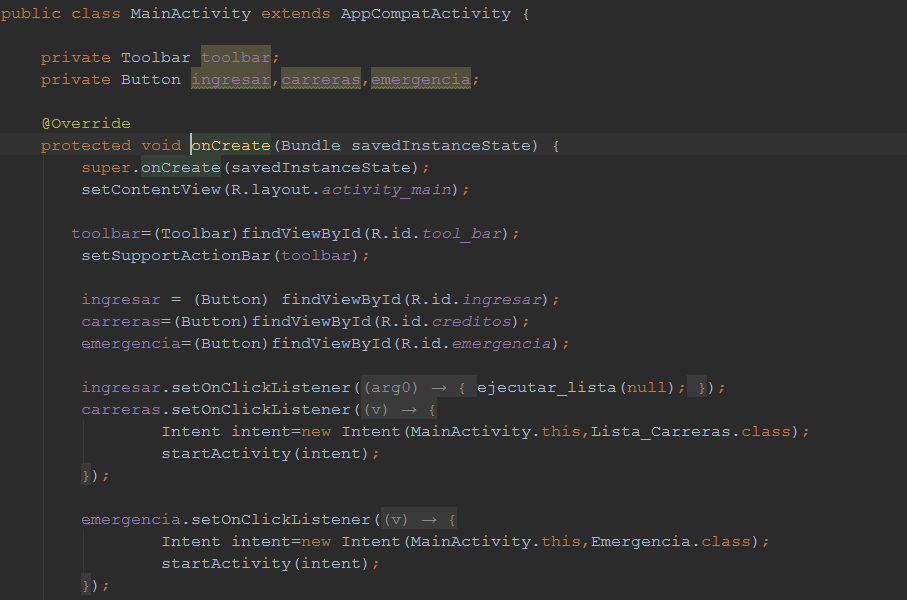 public class MainActivity extends AppCompatActivity {
private Toolbar toolbar;
private Button ingresar,carreras,emergencia;
@Override
protected void onCreate(Bundle savedInstanceState) {
super.onCreate(savedInstanceState);
setContentView(R.layout.activity_main);
toolbar=(Toolbar)findViewById(R.id.tool_bar);
setSupportActionBar(toolbar);
ingresar = (Button) findViewById(R.id.ingresar);
carreras=(Button)findViewById(R.id.creditos);
emergencia=(Button)findViewById(R.id.emergencia);
ingresar.setOnClickListener((arg0) → { ejecutar_lista(null); });
carreras.setOnClickListener((v) → {
Intent intent=new Intent(MainActivity.this,Lista_Carreras.class);
startActivity(intent);
});
emergencia.setOnClickListener((v) → {
Intent intent=new Intent(MainActivity.this,Emergencia.class);
startActivity(intent);
});